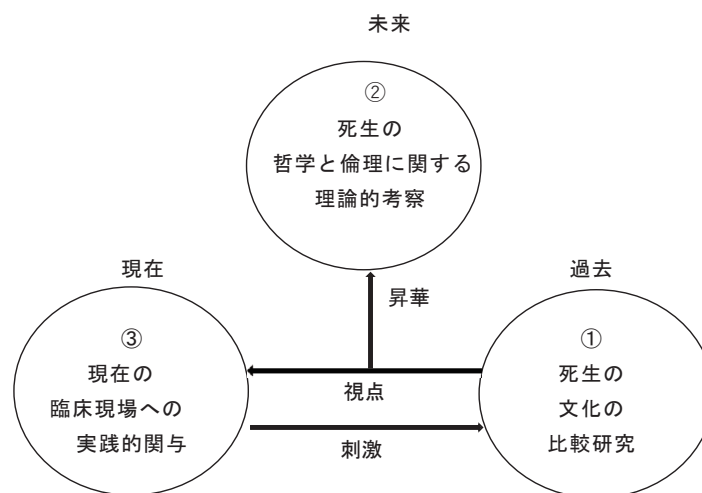 未来
②
死生の
哲学と倫理に関する
理論的考察
現在
過去
昇華
③
現在の
臨床現場への
実践的関与
①
死生の
文化の
比較研究
視点
刺激